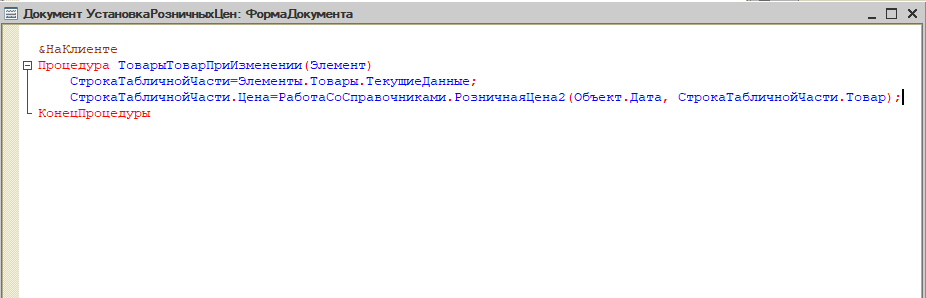 Документ УстановкаРозничныхЦен: ФормаДокумента
&НаКлиенте
Процедура ТоварыТоварПриИзменении(Элемент)
СтрокаТабличнойЧасти=Элементы.Товары.ТекущиеДанные;
СтрокаТабличнойЧасти.Цена=РаботаСоСправочниками.РозничнаяЦена2(Объект.Дата, СтрокаТабличнойЧасти.Товар);
КонецПроцедуры